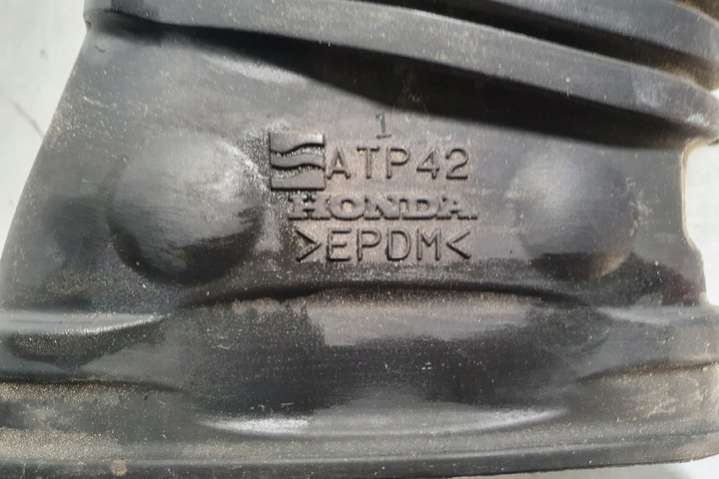 1
ATP42
HONDA
>EPDM<